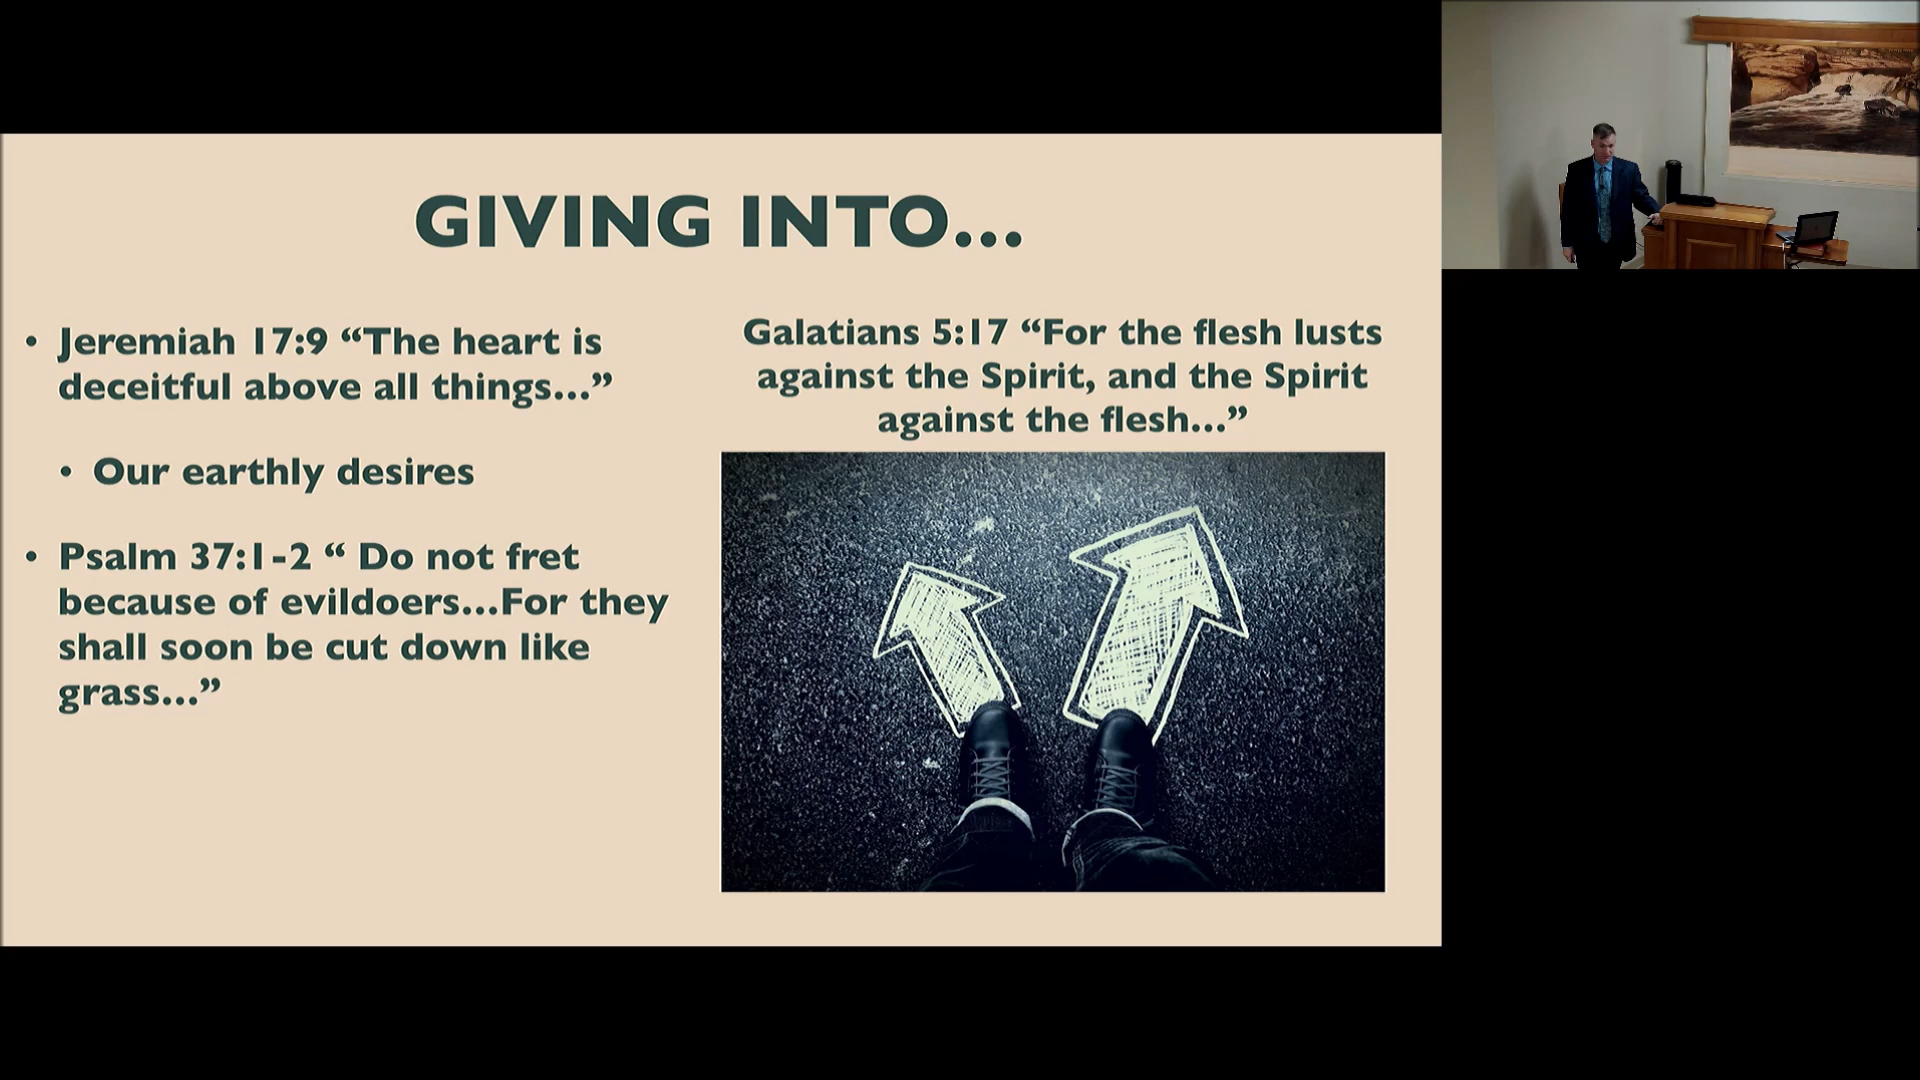 GIVING INTO...
• Jeremiah 17:9 “The heart is
deceitful above all things...”
• Our earthly desires
• Psalm 37:1-2 “ Do not fret
because of evildoers...For they
shall soon be cut down like
grass...”
Galatians 5:17 “For the flesh lusts
against the Spirit, and the Spirit
against the flesh...”